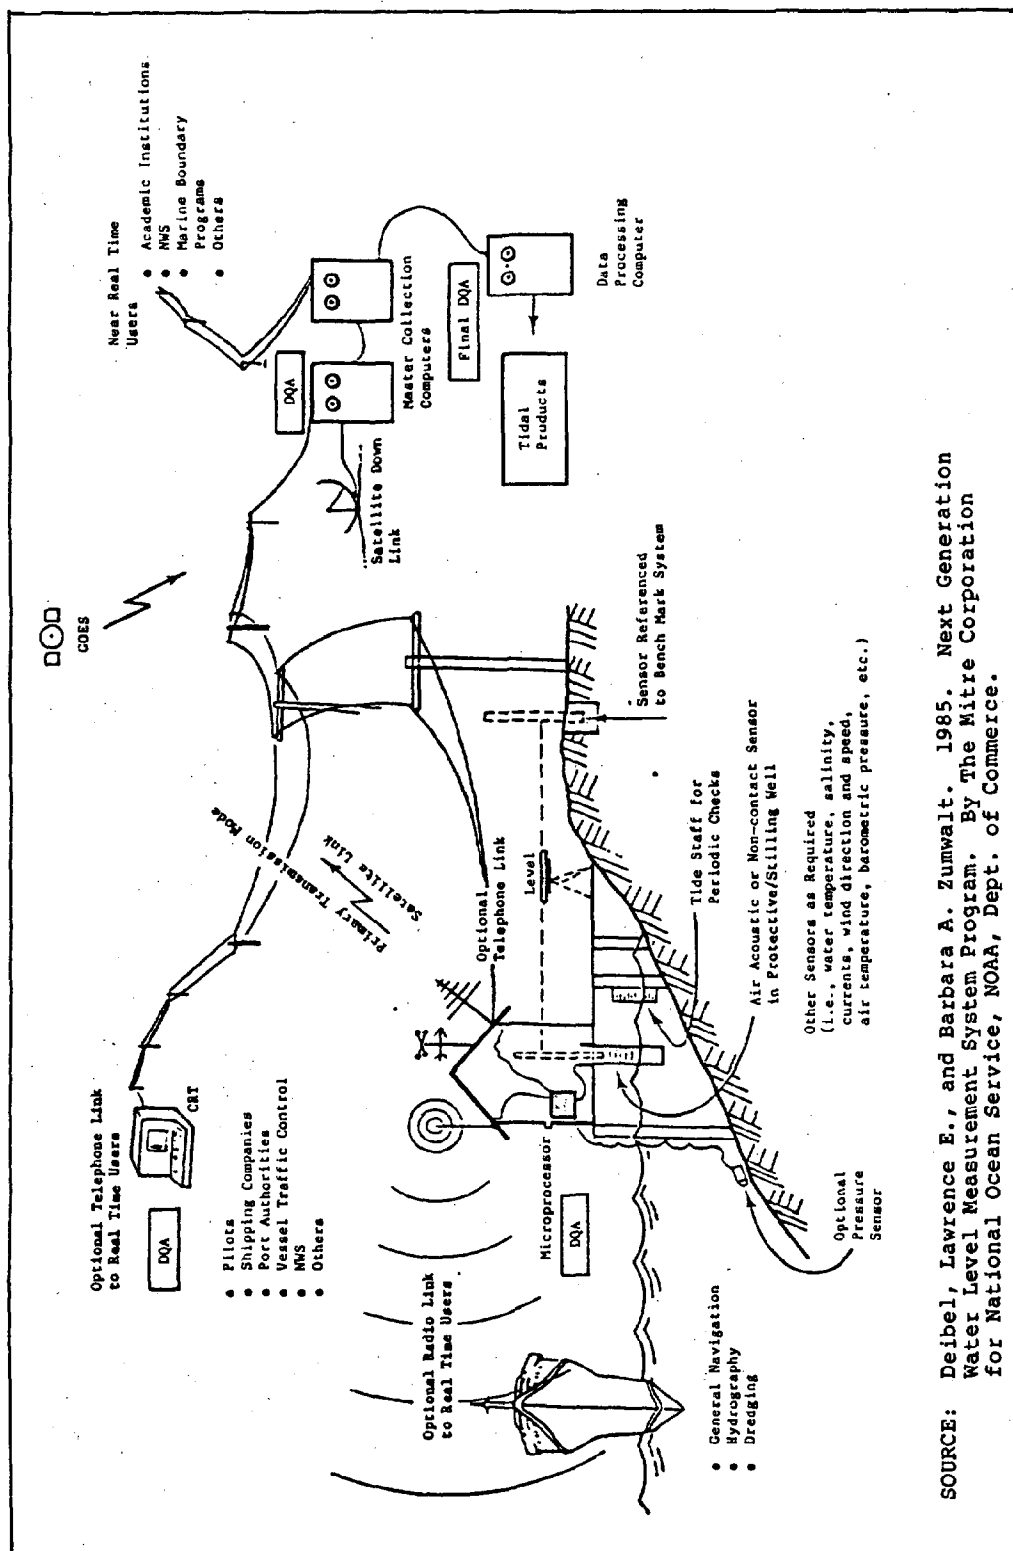 Optional Telephone Link
to Real Time Users
DQA
CRT
● Pilots
● Shipping Companies
● Port Authorities
● Vessel Traffic Control
● NWS
● Others
GOES
Primary Transmission Mode
Satellite Link
Near Real Time
Users
● Academic Institutions
● NWS
● Marine Boundary
Programs
● Others
DQA
Master Collection
Computers
Satellite Down
Link
Final DQA
Data
Processing
Computer
Tidal
Products
Optional Radio Link
to Real Time Users
Microprocessor
DQA
Optional
Telephone Link
Level
Sensor Referenced
to Bench Mark System
● General Navigation
● Hydrography
● Dredging
Optional
Pressure
Sensor
Tide Staff for
Periodic Checks
Air Acoustic or Non-contact Sensor
in Protective/Stilling Well
Other Sensors as Required
(i.e., water temperature, salinity,
currents, wind direction and speed,
air temperature, barometric pressure, etc.)
SOURCE: Deibel, Lawrence E., and Barbara A. Zumwalt. 1985. Next Generation
Water Level Measurement System Program. By The Mitre Corporation
for National Ocean Service, NOAA, Dept. of Commerce.